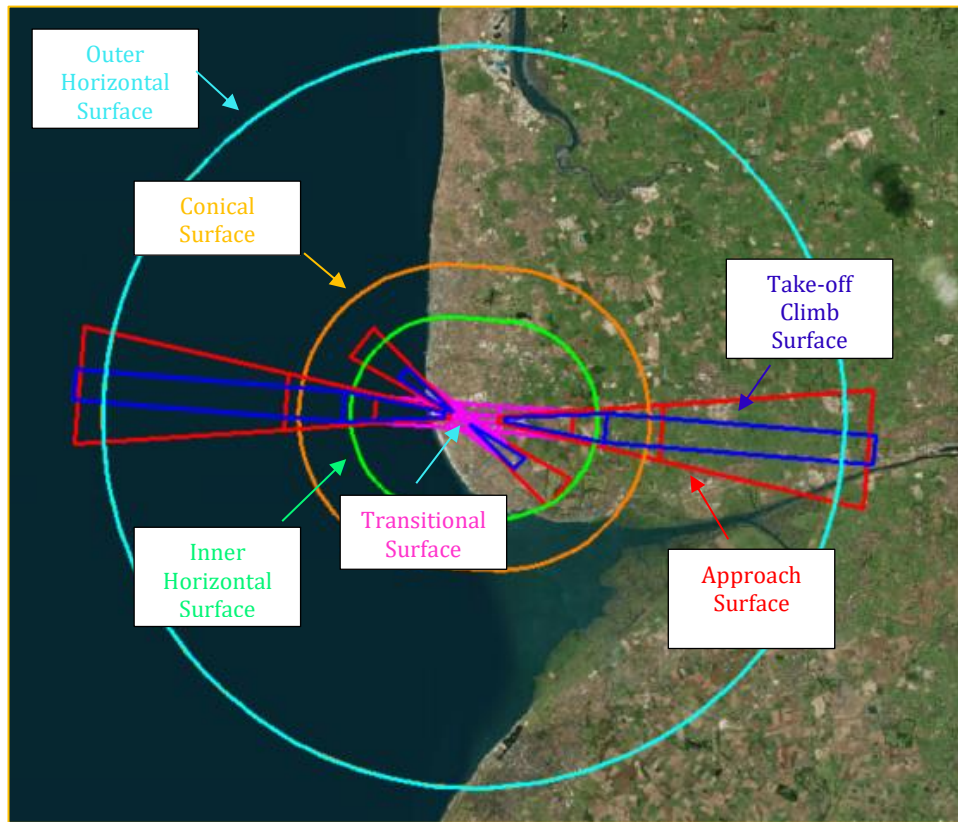 Outer
Horizontal
Surface
Conical
Surface
Take-off
Climb
Surface
Transitional
Surface
Inner
Horizontal
Surface
Approach
Surface